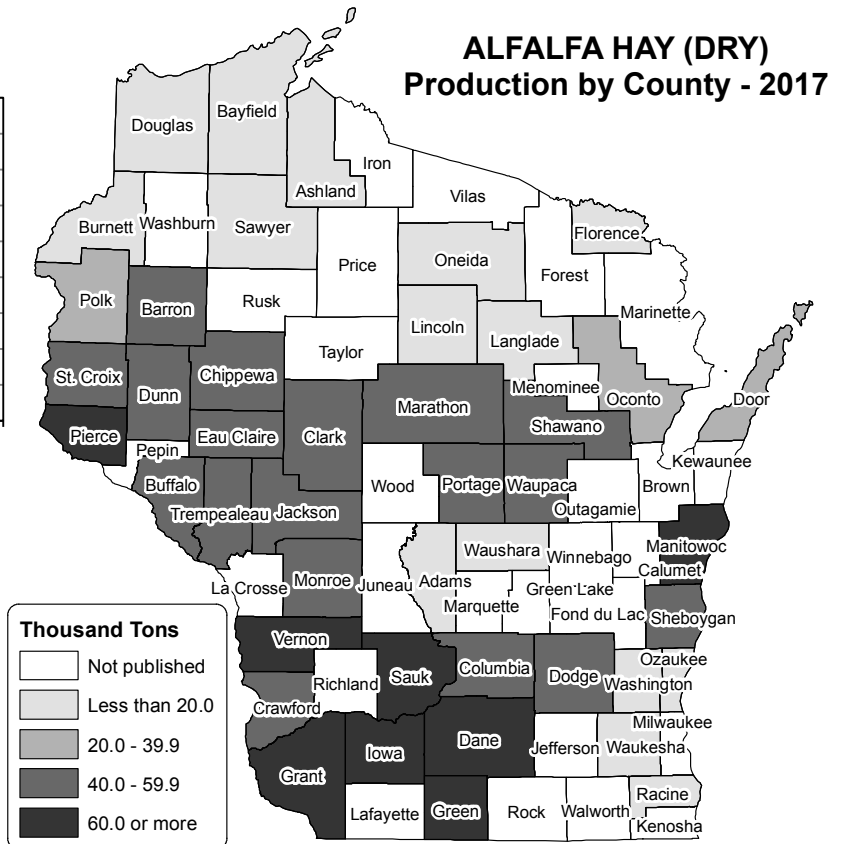 ALFALFA HAY (DRY)
Production by County - 2017
Douglas
Bayfield
Iron
Ashland
Vilas
Burnett
Washburn
Sawyer
Florence
Price
Oneida
Forest
Polk
Barron
Rusk
Marinette
Lincoln
Langlade
Taylor
St. Croix
Dunn
Chippewa
Menominee
Oconto
Door
Marathon
Shawano
Pierce
Eau Claire
Clark
Pepin
Kewaunee
Buffalo
Wood
Portage
Waupaca
Brown
Outagamie
Trempealeau
Jackson
Waushara
Winnebago
Manitowoc
Calumet
La Crosse
Monroe
Juneau
Adams
Green Lake
Marquette
Fond du Lac
Sheboygan
Vernon
Richland
Sauk
Columbia
Dodge
Ozaukee
Washington
Crawford
Milwaukee
Iowa
Dane
Jefferson
Waukesha
Grant
Racine
Lafayette
Green
Rock
Walworth
Kenosha
Thousand Tons
Not published
Less than 20.0
20.0 - 39.9
40.0 - 59.9
60.0 or more